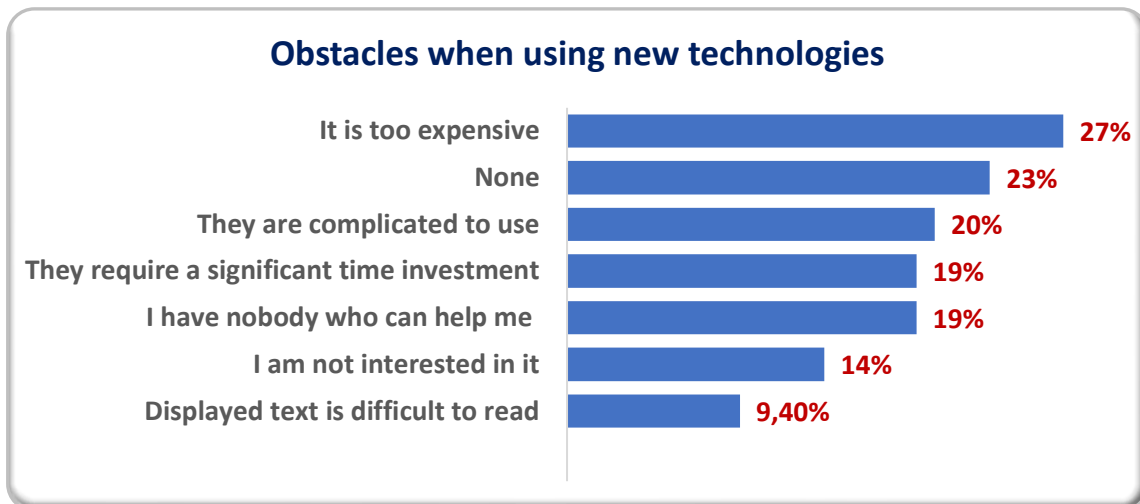 Obstacles when using new technologies
It is too expensive 27%
None 23%
They are complicated to use 20%
They require a significant time investment 19%
I have nobody who can help me 19%
I am not interested in it 14%
Displayed text is difficult to read 9,40%